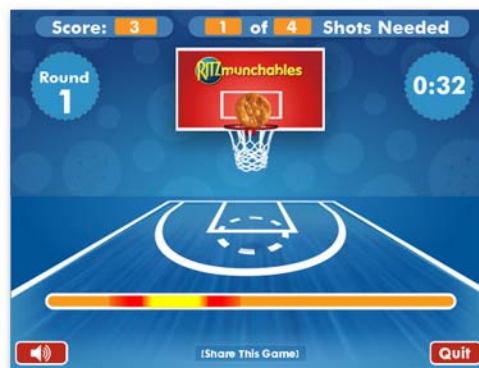 Score: 3
1 of 4 Shots Needed
Round
1
RITZ munchables
0:32
[Share This Game]
Quit